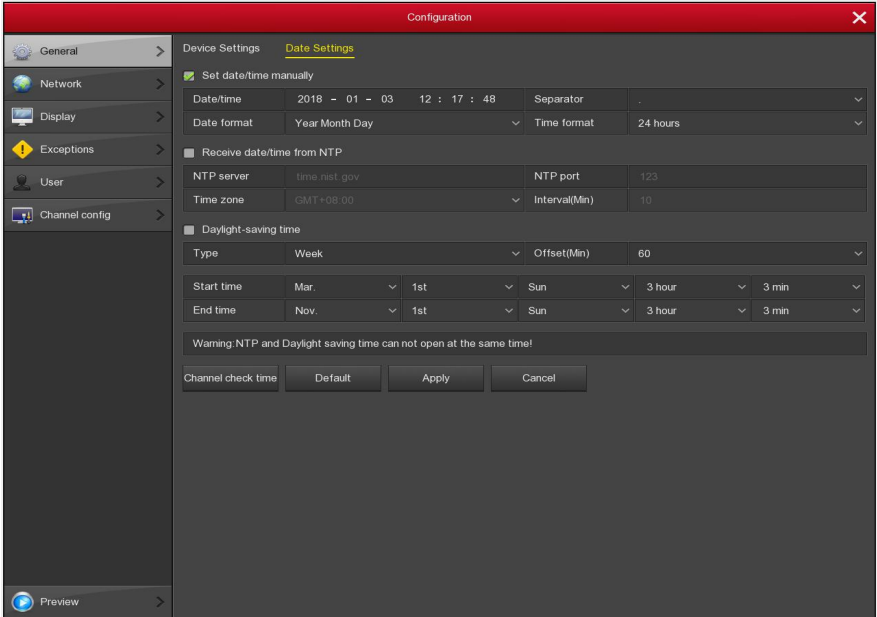 Configuration
General
Network
Display
Exceptions
User
Channel config
Preview
Device Settings Date Settings
Set date/time manually
Date/time 2018 - 01 - 03 12 : 17 : 48 Separator .
Date format Year Month Day Time format 24 hours
Receive date/time from NTP
NTP server time.nist.gov NTP port 123
Time zone GMT+08:00 Interval(Min) 10
Daylight-saving time
Type Week Offset(Min) 60
Start time Mar. 1st Sun 3 hour 3 min
End time Nov. 1st Sun 3 hour 3 min
Warning:NTP and Daylight saving time can not open at the same time!
Channel check time Default Apply Cancel